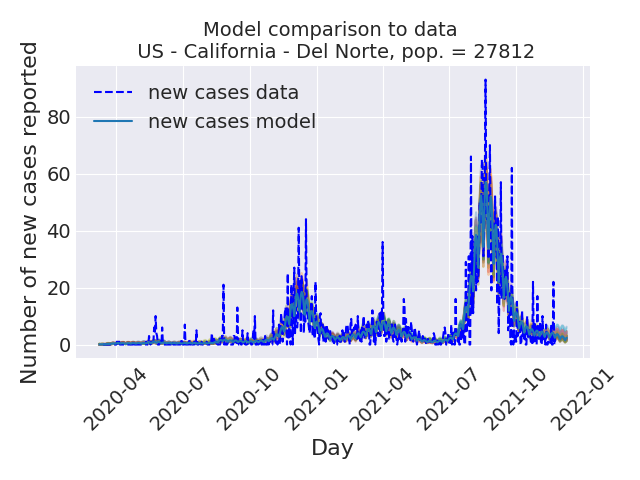 Model comparison to data
US - California - Del Norte, pop. = 27812
new cases data
new cases model
Number of new cases reported
80
60
40
20
0
2020-04
2020-07
2020-10
2021-01
2021-04
2021-07
2021-10
2022-01
Day